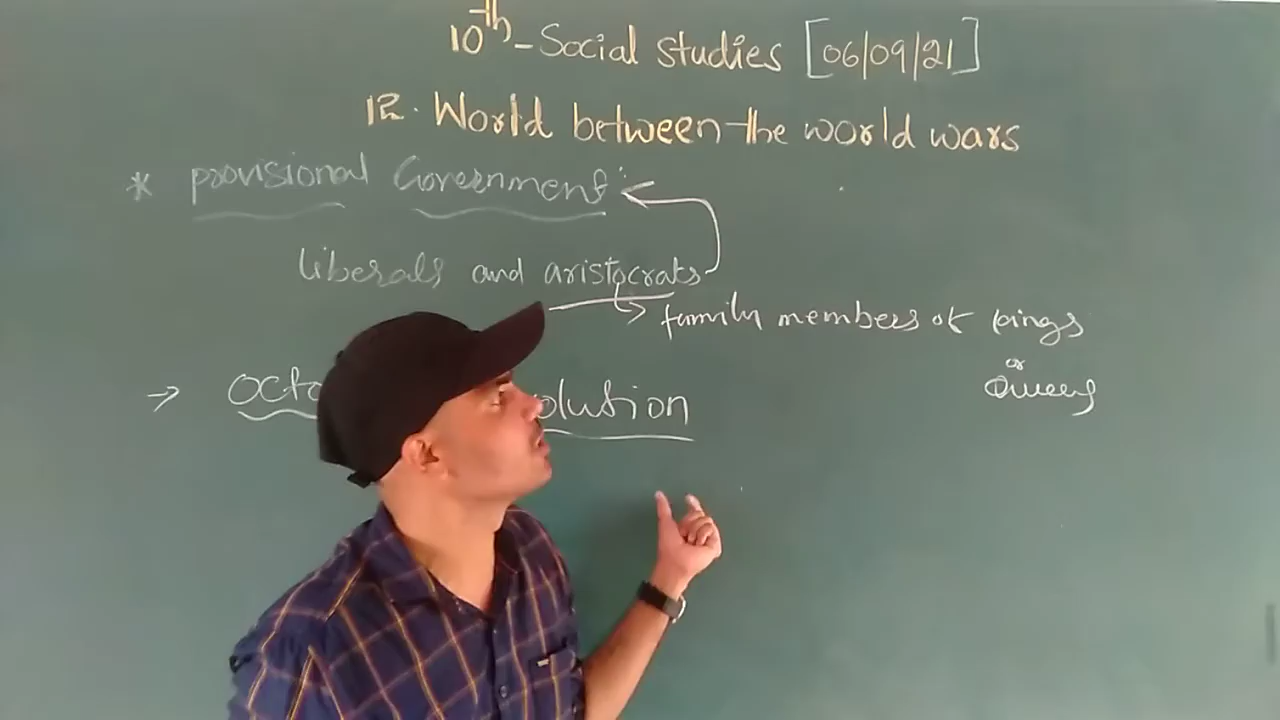 10th - Social Studies [06/09/21]
12. World between the world wars
* provisional Government
liberals and aristocrats
→ family members of kings
or
Queens
→ octo olution